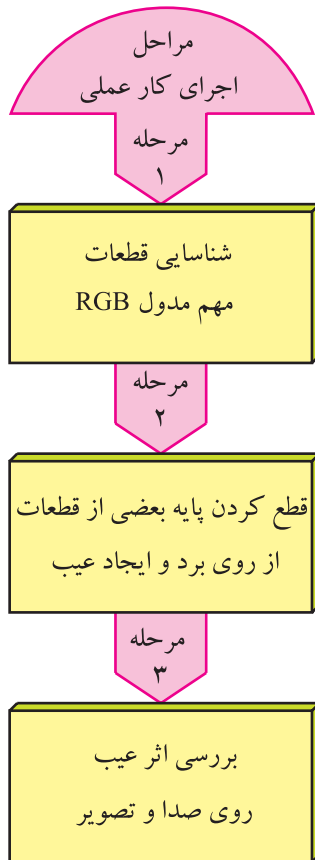 مراحل
اجرای کار عملی
مرحله
۱
شناسایی قطعات
مهم مدول RGB
مرحله
۲
قطع کردن پایه بعضی از قطعات
از روی برد و ایجاد عیب
مرحله
۳
بررسی اثر عیب
روی صدا و تصویر